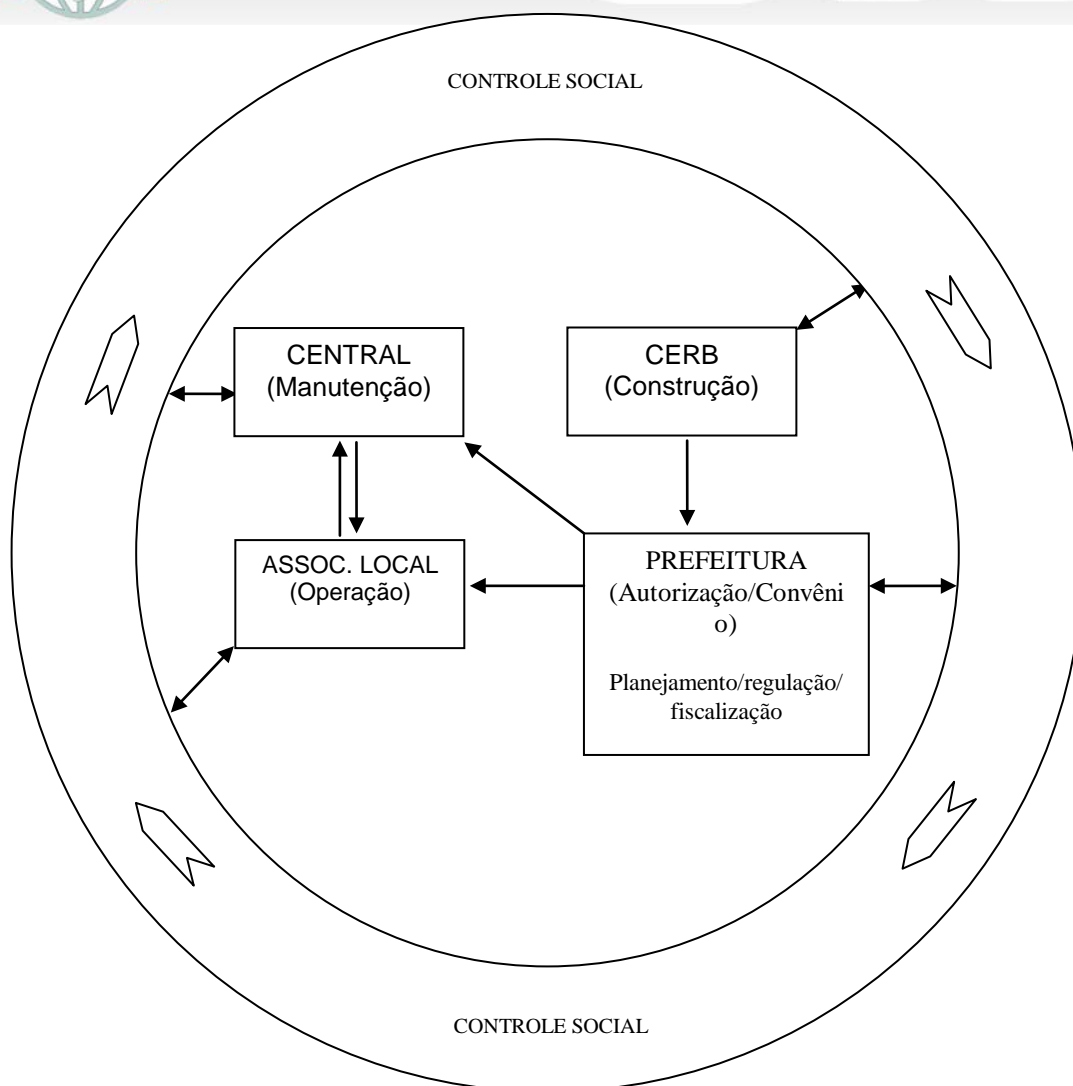 CONTROLE SOCIAL
CENTRAL
(Manutenção)
CERB
(Construção)
ASSOC. LOCAL
(Operação)
PREFEITURA
(Autorização/Convêni
o)
Planejamento/regulação/
fiscalização
CONTROLE SOCIAL